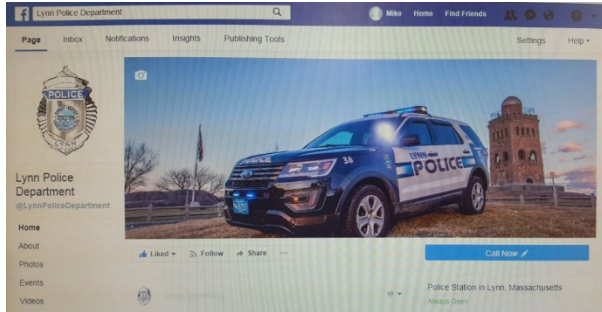 Lynn Police Department
Mike Home Find Friends
Page Inbox Notifications Insights Publishing Tools Settings Help
POLICE
LYNN
Lynn Police
Department
@LynnPoliceDepartment
38
LYNN
POLICE
Liked Follow Share ...
Call Now
Home
About
Photos
Events
Videos
Police Station in Lynn, Massachusetts
Always Open